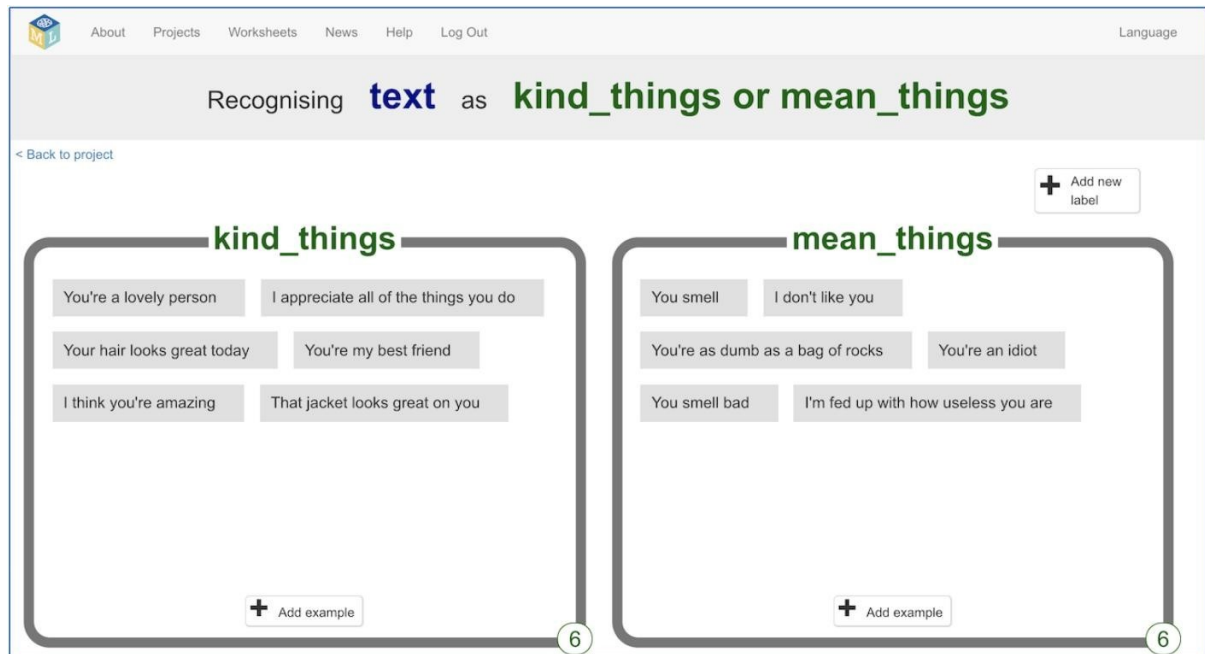 About Projects Worksheets News Help Log Out Language
Recognising text as kind_things or mean_things
< Back to project
Add new
label
kind_things
You're a lovely person I appreciate all of the things you do
Your hair looks great today You're my best friend
I think you're amazing That jacket looks great on you
Add example
6
mean_things
You smell I don't like you
You're as dumb as a bag of rocks You're an idiot
You smell bad I'm fed up with how useless you are
Add example
6